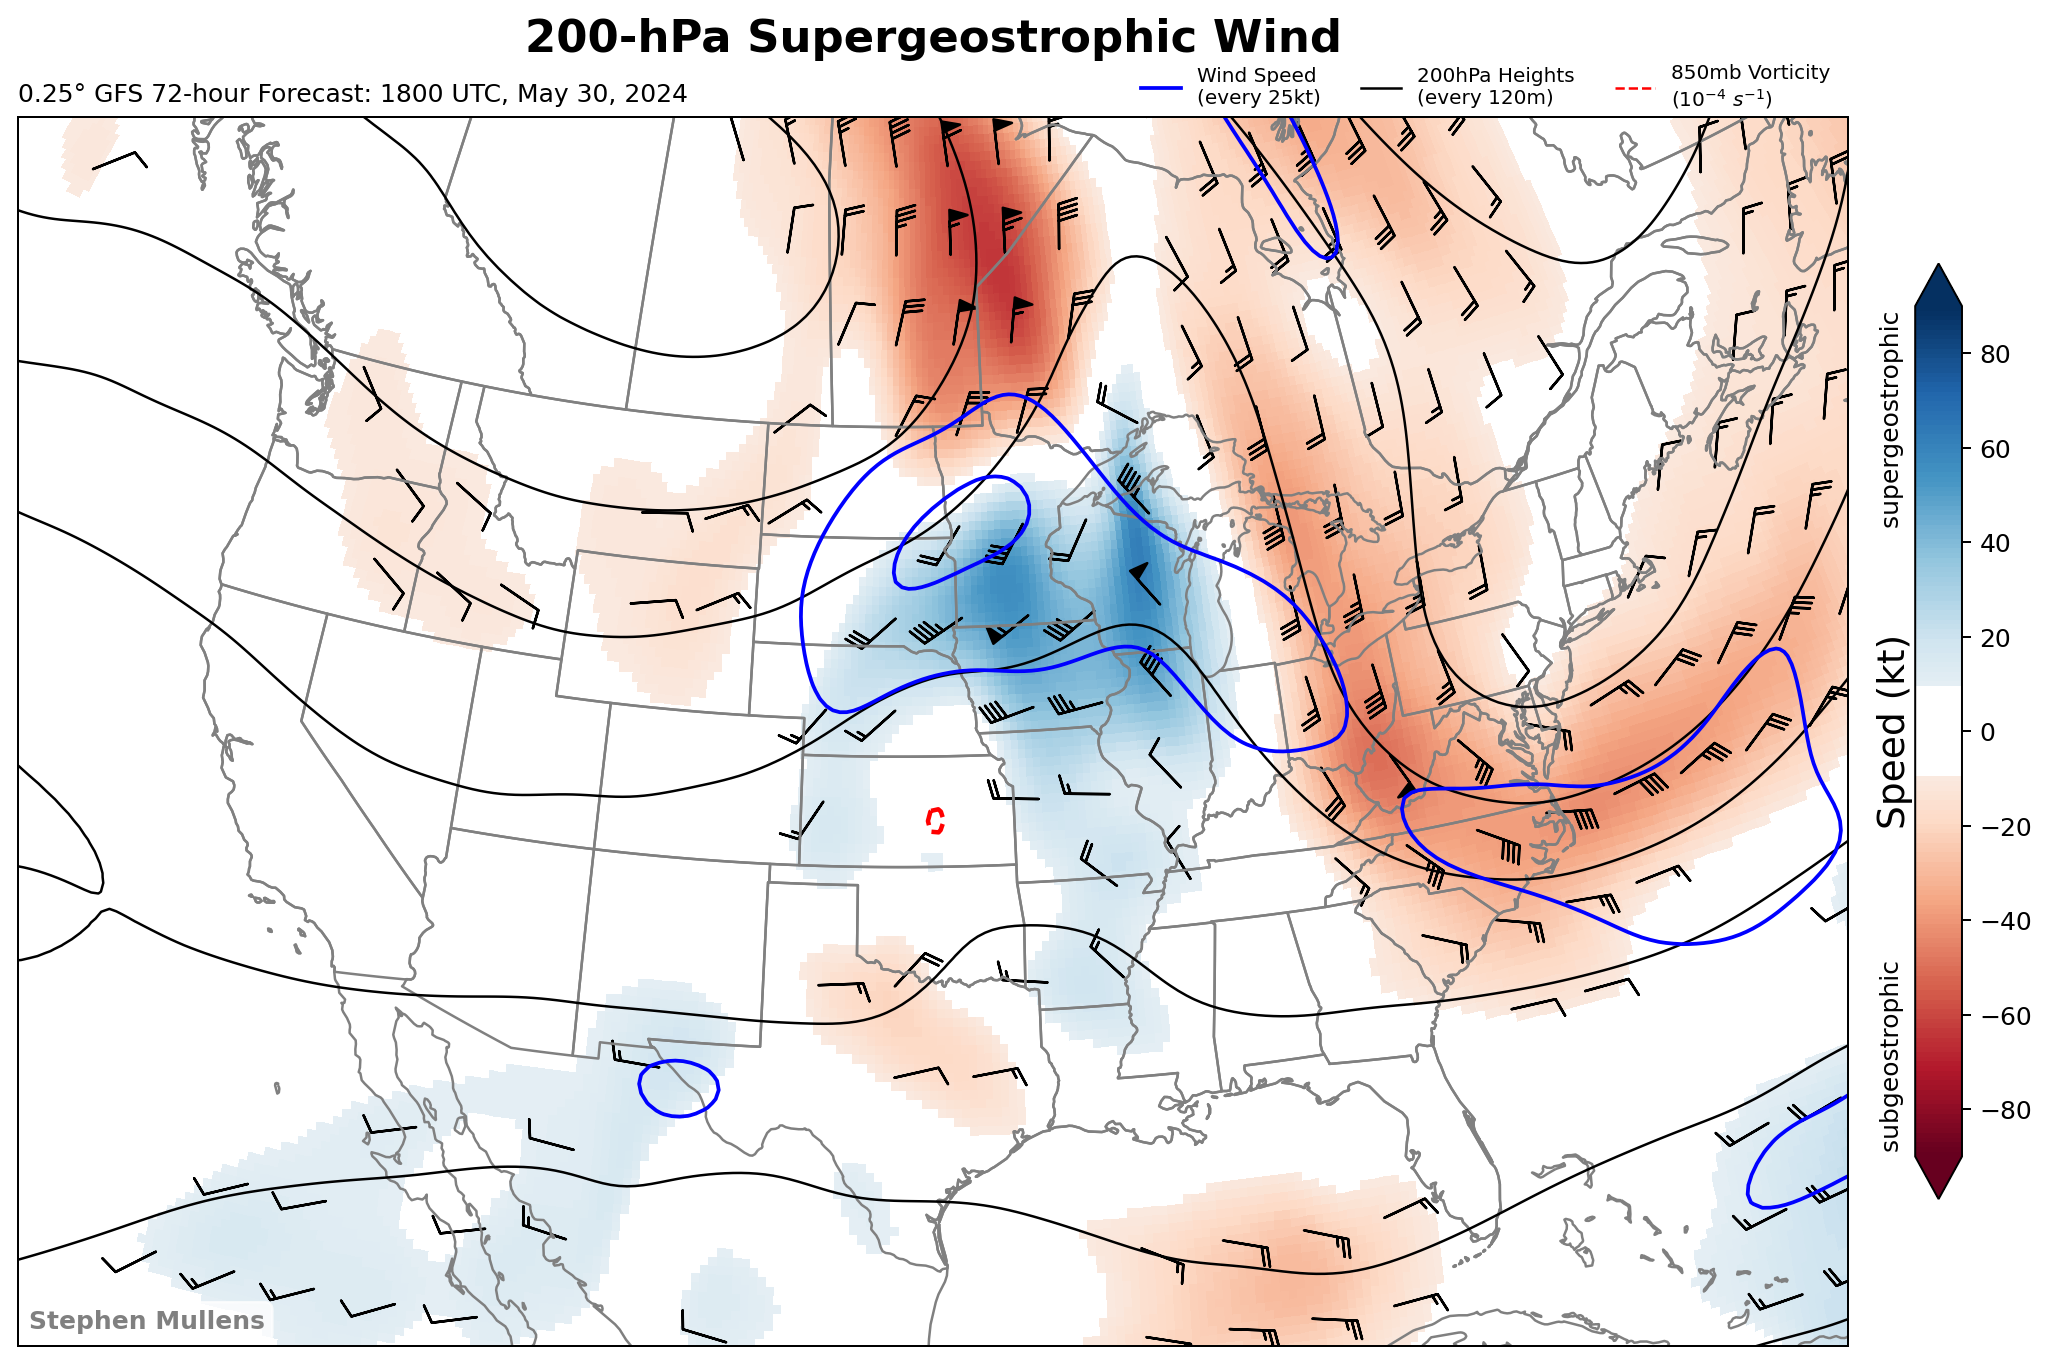 200-hPa Supergeostrophic Wind
0.25° GFS 72-hour Forecast: 1800 UTC, May 30, 2024
Wind Speed
(every 25kt)
200hPa Heights
(every 120m)
850mb Vorticity
(10⁻⁴ s⁻¹)
supergeostrophic
Speed (kt)
subgeostrophic
80
60
40
20
0
−20
−40
−60
−80
Stephen Mullens